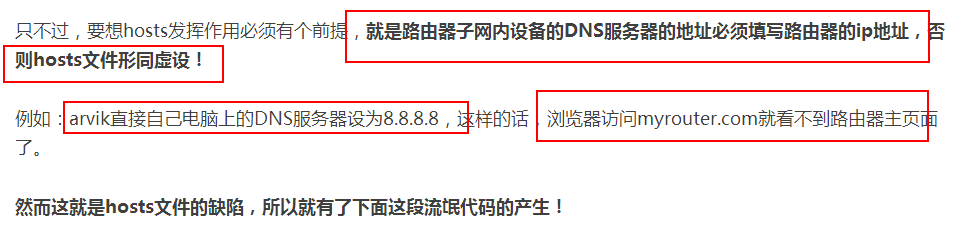 只不过，要想hosts发挥作用必须有个前提，就是路由器子网内设备的DNS服务器的地址必须填写路由器的ip地址，否
则hosts文件形同虚设！
例如：arvik直接自己电脑上的DNS服务器设为8.8.8.8，这样的话，浏览器访问myrouter.com就看不到路由器主页面
了。
然而这就是hosts文件的缺陷，所以就有了下面这段流氓代码的产生！